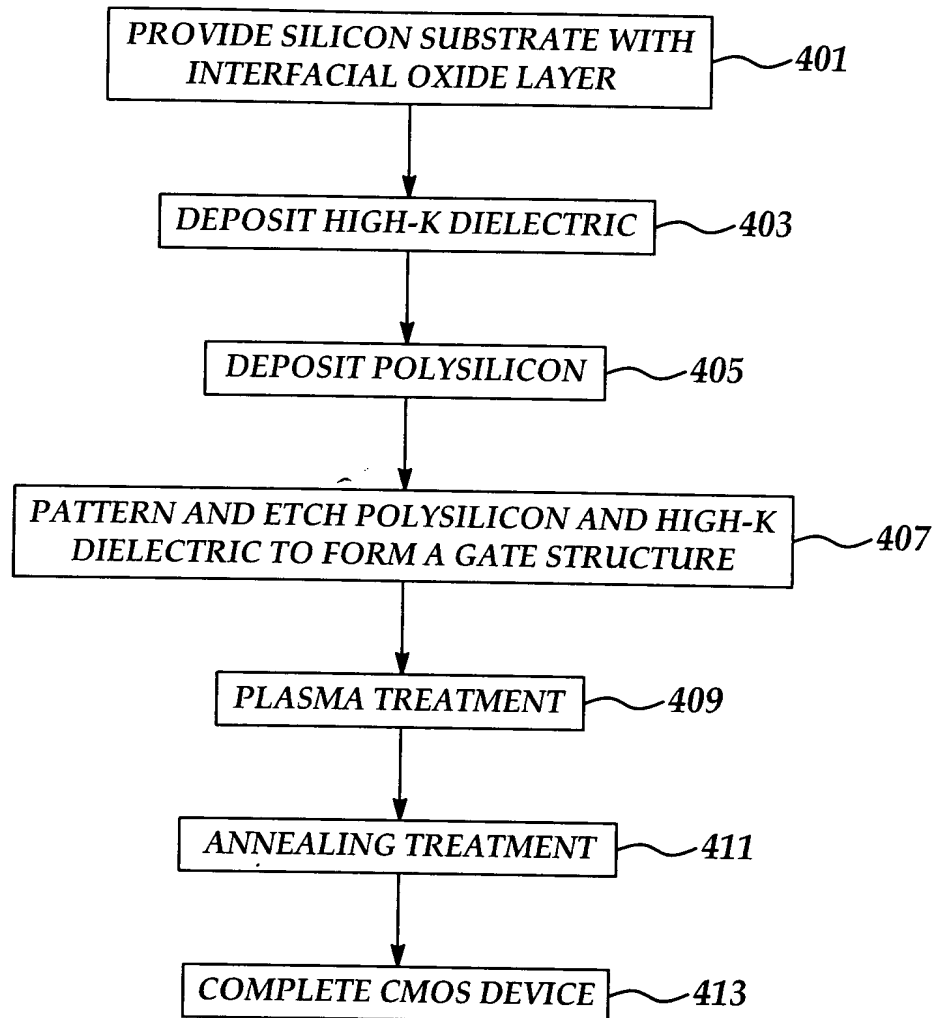 PROVIDE SILICON SUBSTRATE WITH
INTERFACIAL OXIDE LAYER
401
DEPOSIT HIGH-K DIELECTRIC
403
DEPOSIT POLYSILICON
405
PATTERN AND ETCH POLYSILICON AND HIGH-K
DIELECTRIC TO FORM A GATE STRUCTURE
407
PLASMA TREATMENT
409
ANNEALING TREATMENT
411
COMPLETE CMOS DEVICE
413